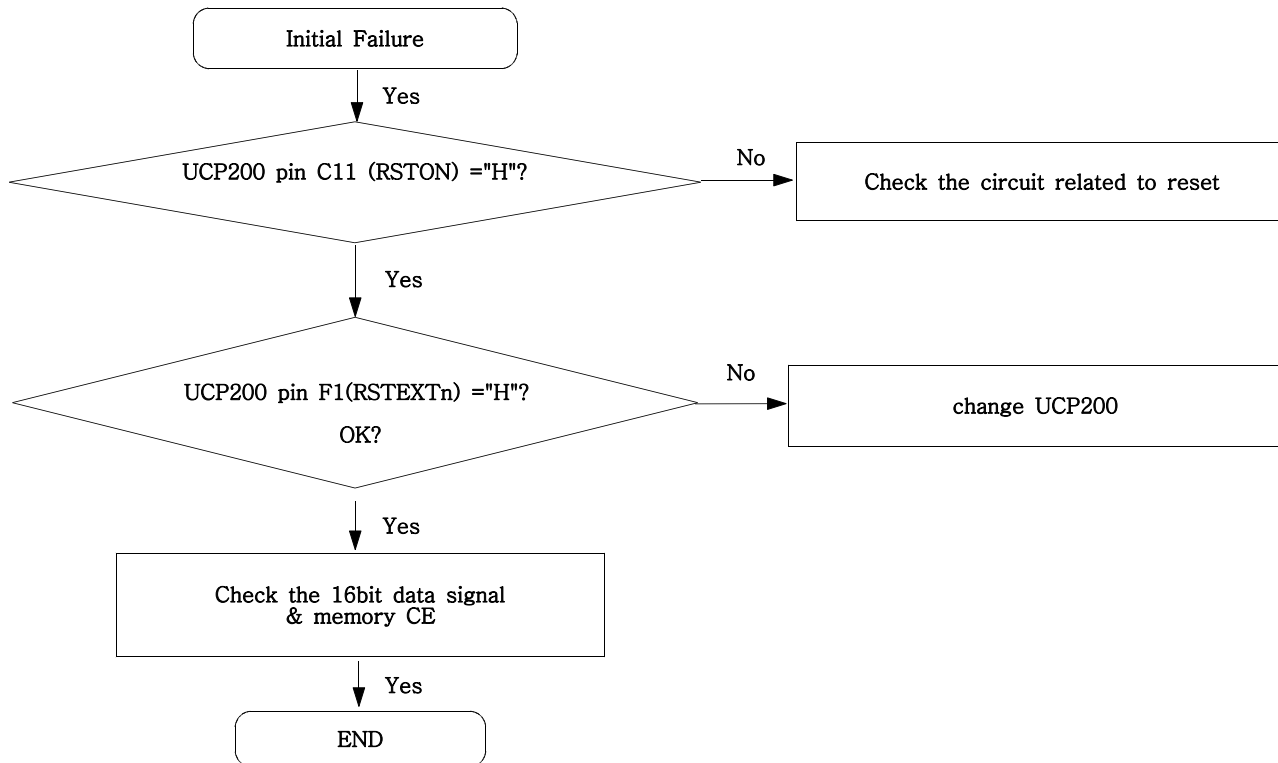 Initial Failure
Yes
UCP200 pin C11 (RSTON) ="H"?
No
Check the circuit related to reset
Yes
UCP200 pin F1(RSTEXTn) ="H"?
OK?
No
change UCP200
Yes
Check the 16bit data signal
& memory CE
Yes
END